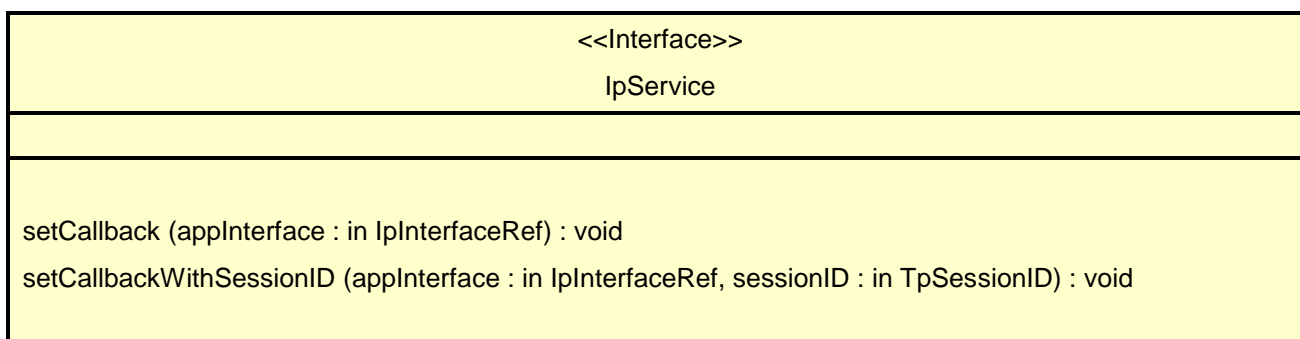 <<Interface>>
IpService
setCallback (appInterface : in IpInterfaceRef) : void
setCallbackWithSessionID (appInterface : in IpInterfaceRef, sessionID : in TpSessionID) : void